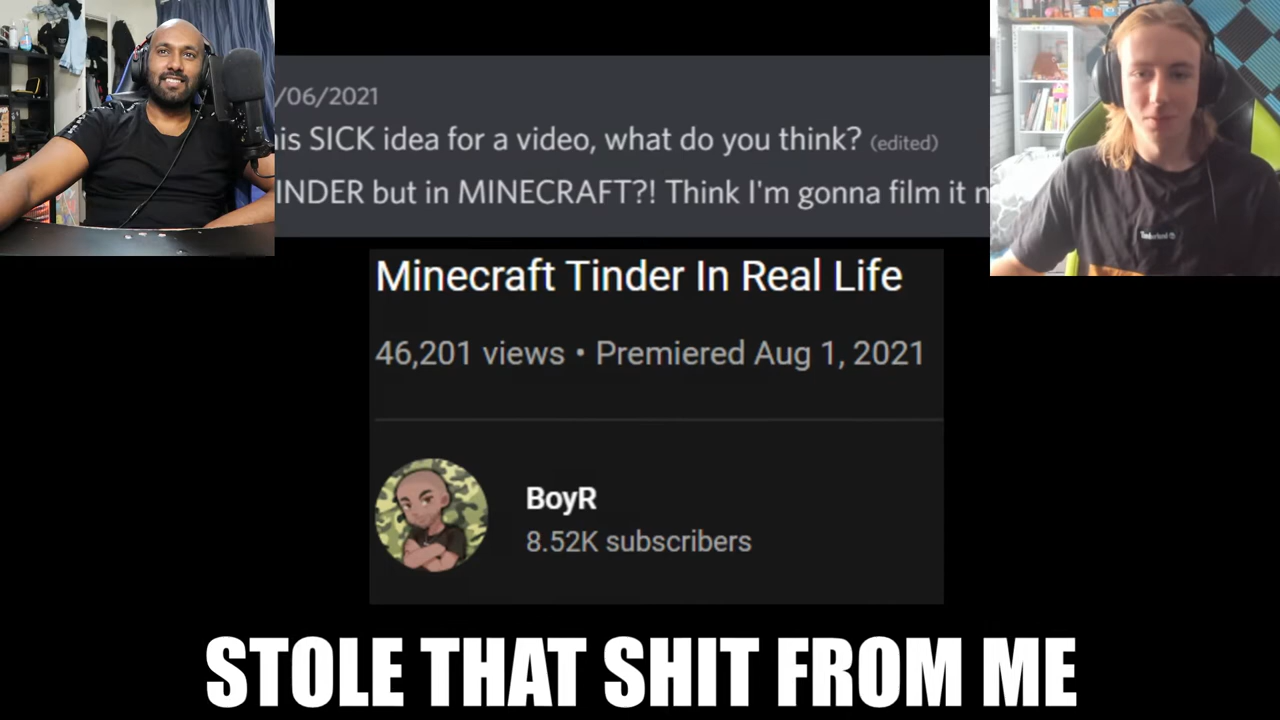 /06/2021
is SICK idea for a video, what do you think? (edited)
INDER but in MINECRAFT?! Think I'm gonna film it
Minecraft Tinder In Real Life
46,201 views • Premiered Aug 1, 2021
BoyR
8.52K subscribers
Timberland
STOLE THAT SHIT FROM ME